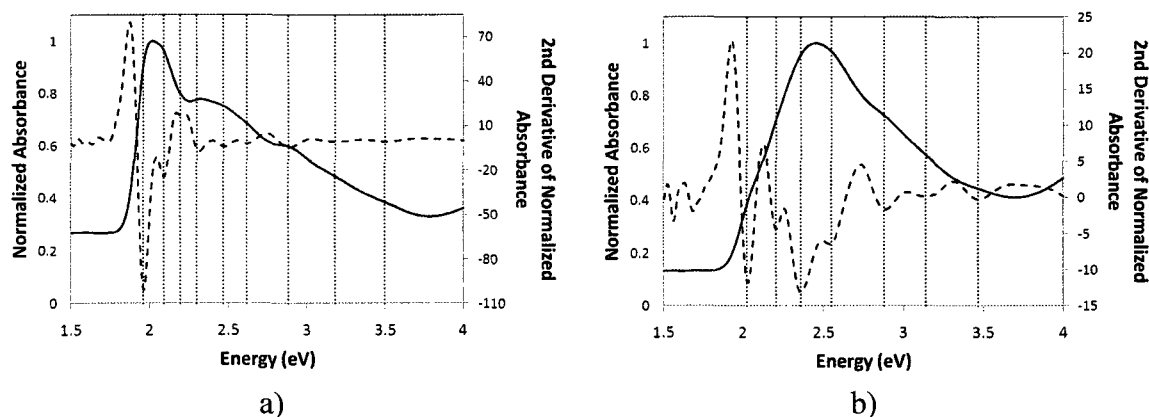 Normalized Absorbance
1
0.8
0.6
0.4
0.2
0
70
40
10
-20
-50
-80
-110
2nd Derivative of Normalized
Absorbance
1.5 2 2.5 3 3.5 4
Energy (eV)
a)
Normalized Absorbance
1
0.8
0.6
0.4
0.2
0
25
20
15
10
5
0
-5
-10
-15
2nd Derivative of Normalized
Absorbance
1.5 2 2.5 3 3.5 4
Energy (eV)
b)